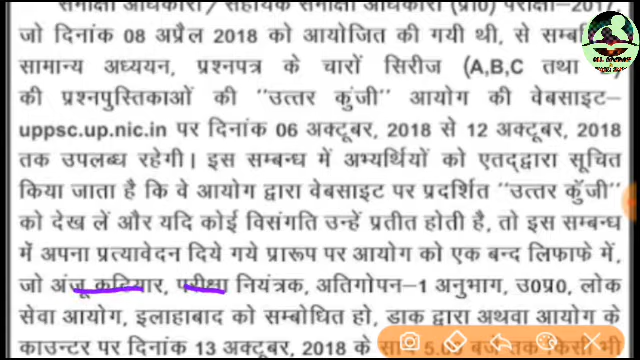 समीक्षा अधिकारी/ सहायक समीक्षा अधिकारी (प्रा0) परीक्षा-201
जो दिनांक 08 अप्रैल 2018 को आयोजित की गयी थी, से सम्बन्धि
सामान्य अध्ययन, प्रश्नपत्र के चारों सिरीज (A,B,C तथा
की प्रश्नपुस्तिकाओं की "उत्तर कुंजी" आयोग की वेबसाइट-
uppsc.up.nic.in पर दिनांक 06 अक्टूबर, 2018 से 12 अक्टूबर, 2018
तक उपलब्ध रहेगी। इस सम्बन्ध में अभ्यर्थियों को एतद्द्वारा सूचित
किया जाता है कि वे आयोग द्वारा वेबसाइट पर प्रदर्शित "उत्तर कुँजी"
को देख लें और यदि कोई विसंगति उन्हें प्रतीत होती है, तो इस सम्बन्ध
में अपना प्रत्यावेदन दिये गये प्रारूप पर आयोग को एक बन्द लिफाफे में,
जो अंजू कटियार, परीक्षा नियंत्रक, अतिगोपन-1 अनुभाग, उ0प्र0, लोक
सेवा आयोग, इलाहाबाद को सम्बोधित हो, डाक द्वारा अथवा आयोग के
काउन्टर पर दिनांक 13 अक्टूबर, 2018 के